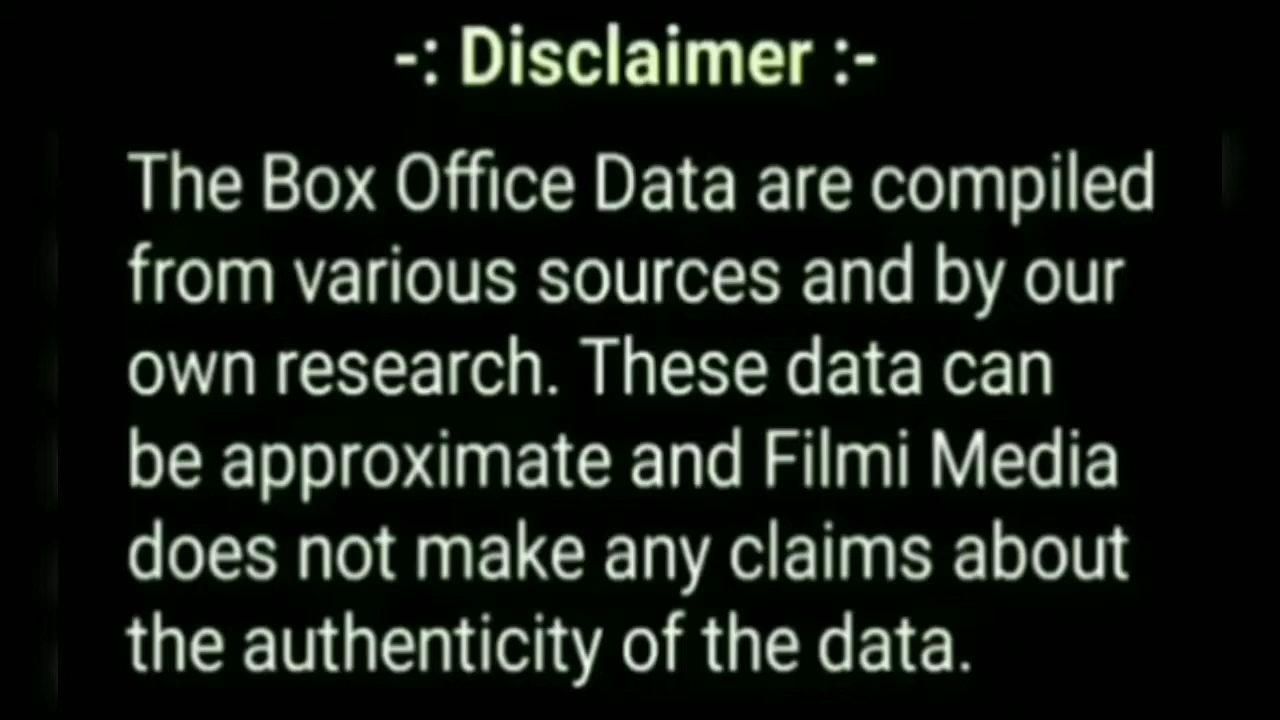 -: Disclaimer :-
The Box Office Data are compiled
from various sources and by our
own research. These data can
be approximate and Filmi Media
does not make any claims about
the authenticity of the data.